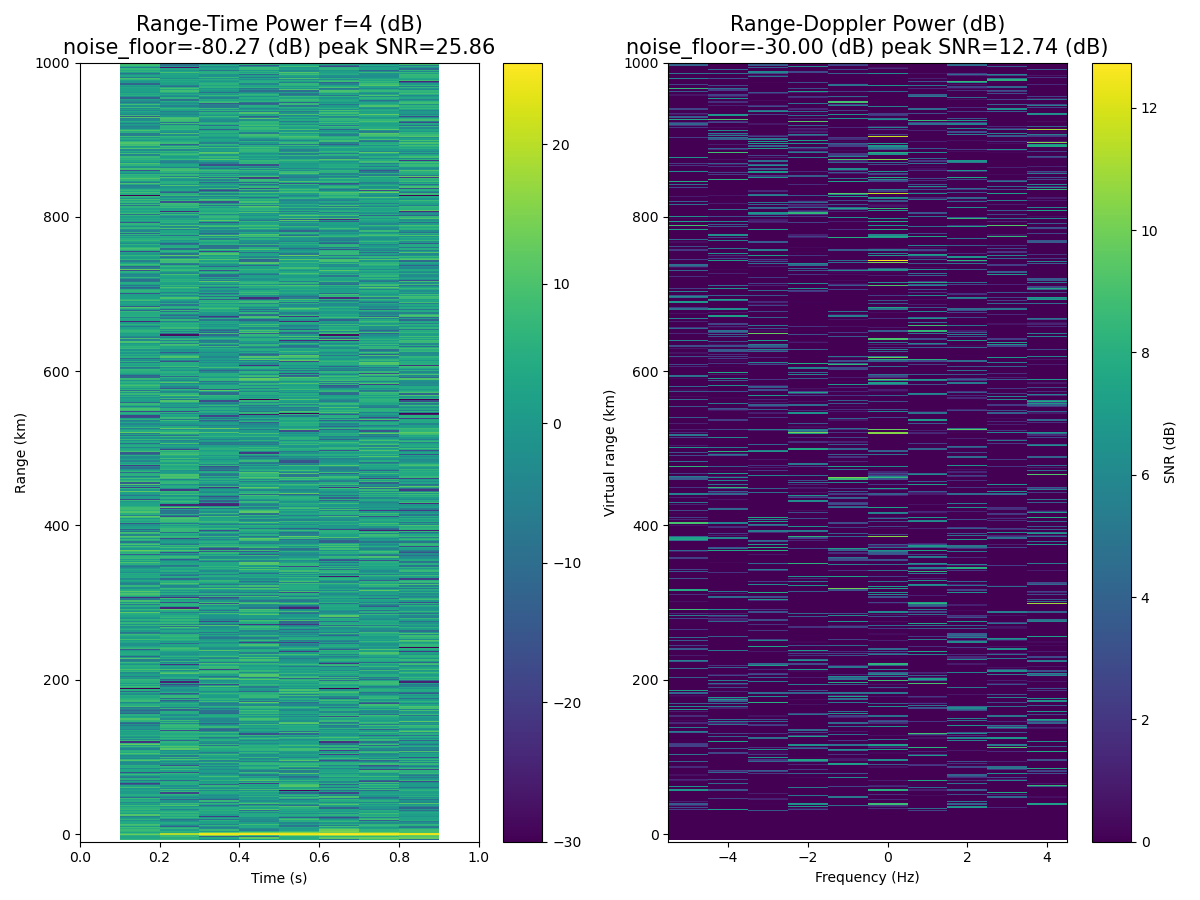 Range-Time Power f=4 (dB)
noise_floor=-80.27 (dB) peak SNR=25.86
Range-Doppler Power (dB)
noise_floor=-30.00 (dB) peak SNR=12.74 (dB)
1000
800
600
400
200
0
Range (km)
0.0 0.2 0.4 0.6 0.8 1.0
Time (s)
20
10
0
−10
−20
−30
1000
800
600
400
200
0
Virtual range (km)
−4 −2 0 2 4
Frequency (Hz)
12
10
8
6
4
2
0
SNR (dB)